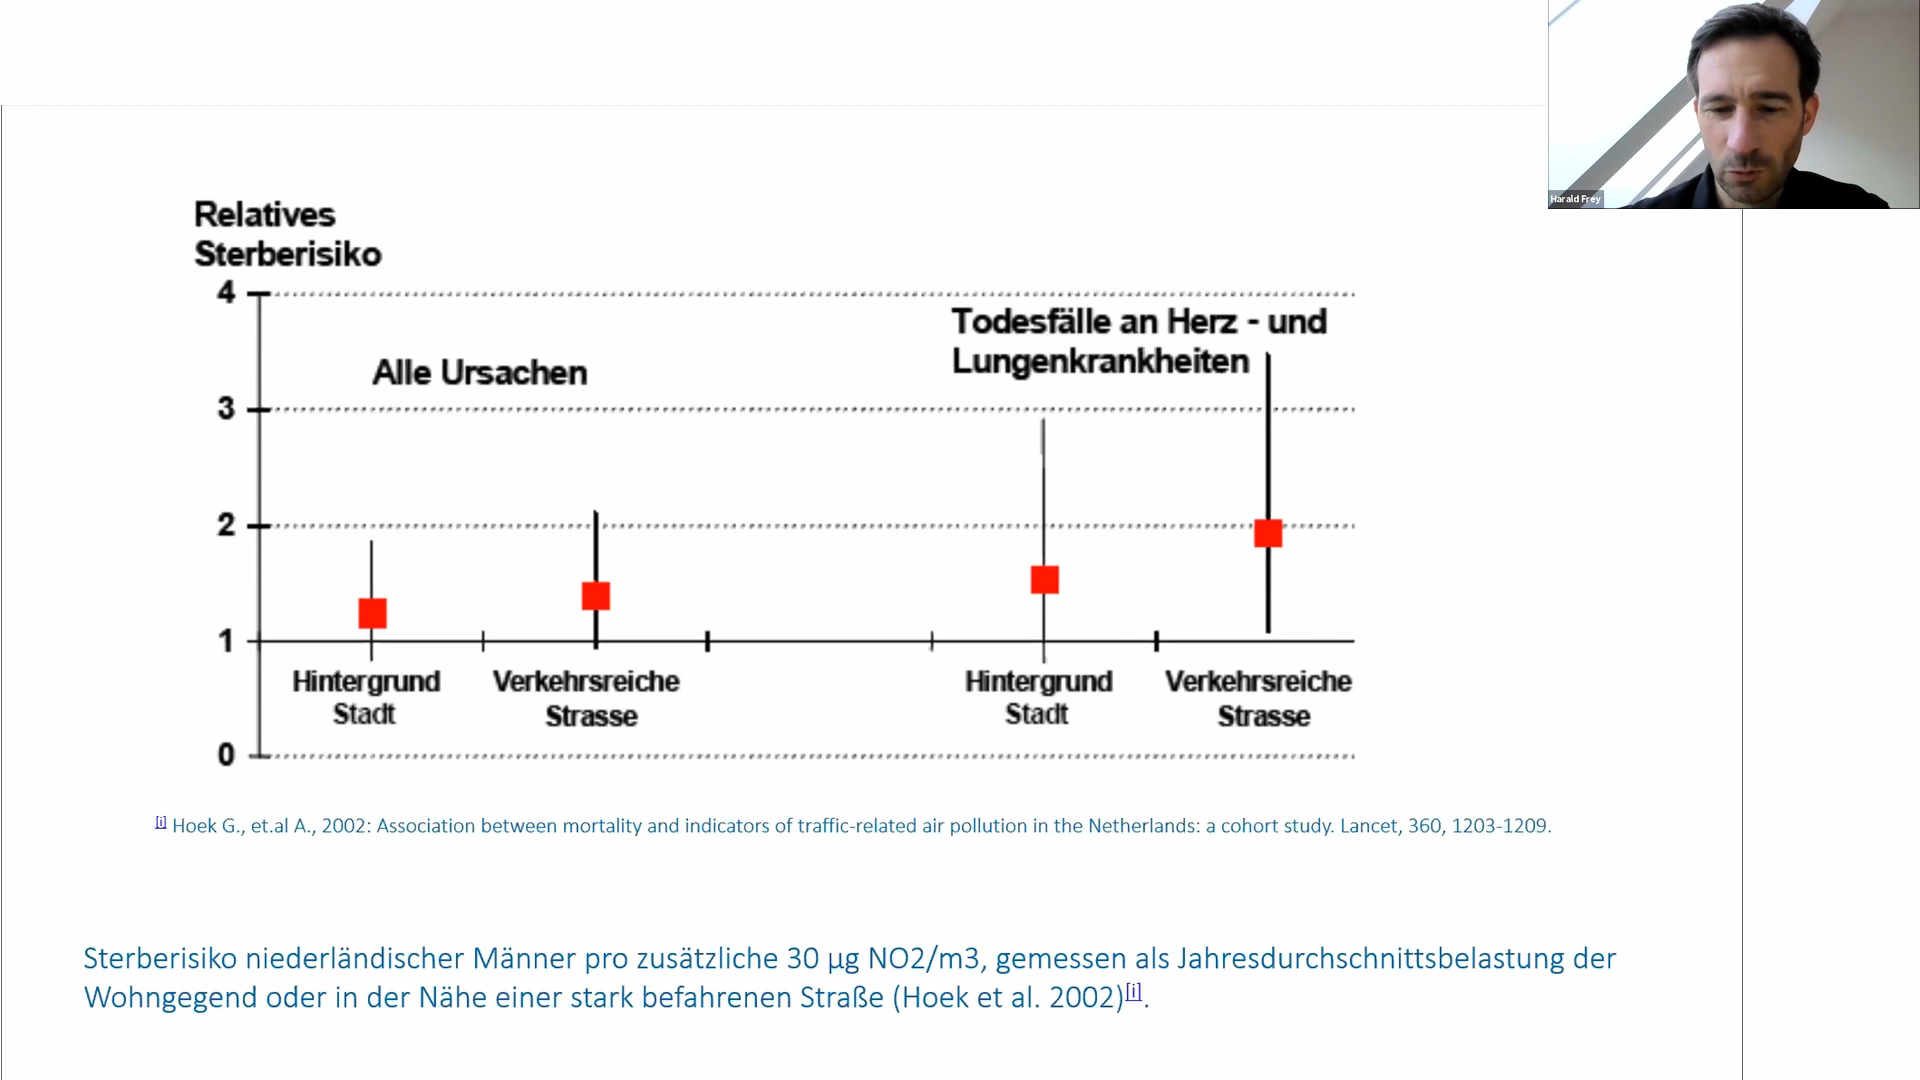 Harald Frey
Relatives
Sterberisiko
4
Todesfälle an Herz - und
Lungenkrankheiten
Alle Ursachen
3
2
1
Hintergrund
Stadt
Verkehrsreiche
Strasse
Hintergrund
Stadt
Verkehrsreiche
Strasse
0
[i] Hoek G., et.al A., 2002: Association between mortality and indicators of traffic-related air pollution in the Netherlands: a cohort study. Lancet, 360, 1203-1209.
Sterberisiko niederländischer Männer pro zusätzliche 30 µg NO2/m3, gemessen als Jahresdurchschnittsbelastung der
Wohngegend oder in der Nähe einer stark befahrenen Straße (Hoek et al. 2002)[i].